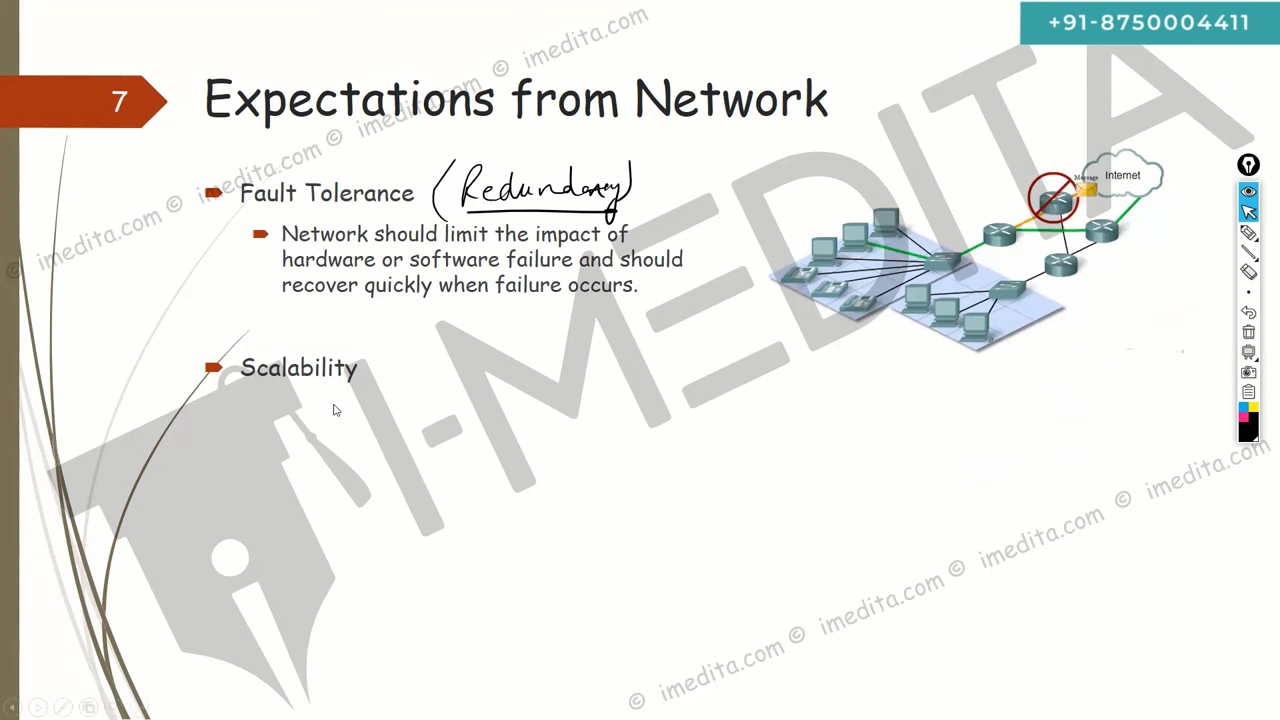 +91-8750004411
7
Expectations from Network
Fault Tolerance (Redundancy)
Network should limit the impact of
hardware or software failure and should
recover quickly when failure occurs.
Scalability
Message
Internet
I-MEDITA
© imedita.com © imedita.com © imedita.com © imedita.com
© imedita.com © imedita.com © imedita.com © imedita.com